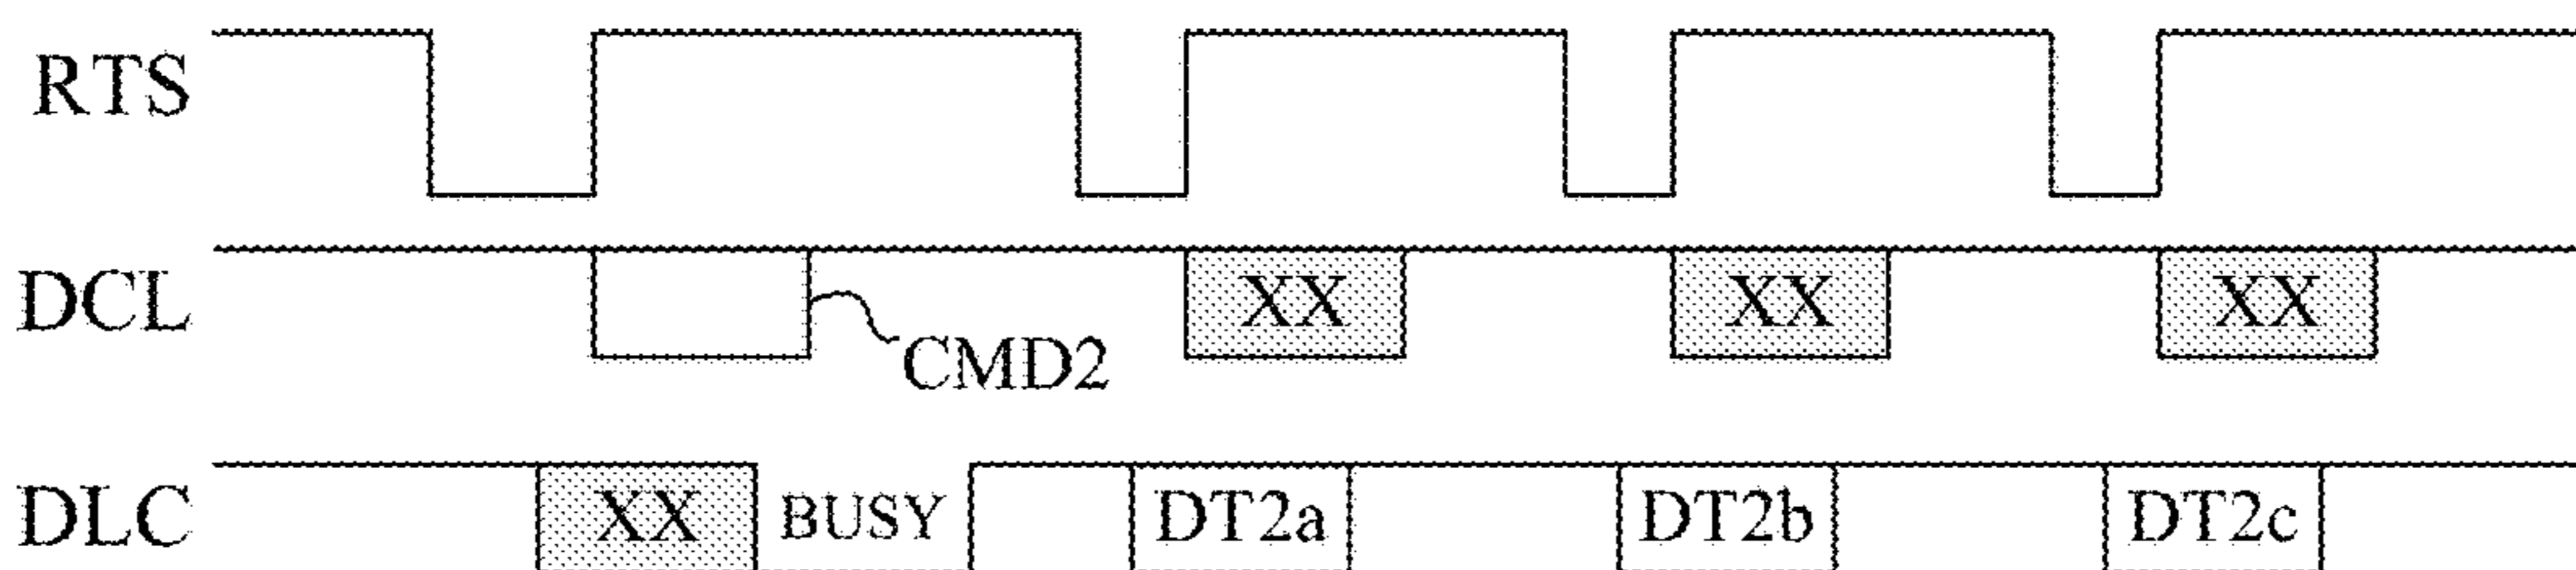 RTS
DCL XX XX XX
CMD2
DLC XX BUSY DT2a DT2b DT2c